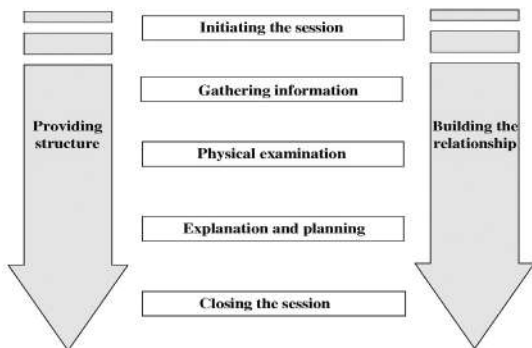 Initiating the session
Gathering information
Providing
structure
Building the
relationship
Physical examination
Explanation and planning
Closing the session